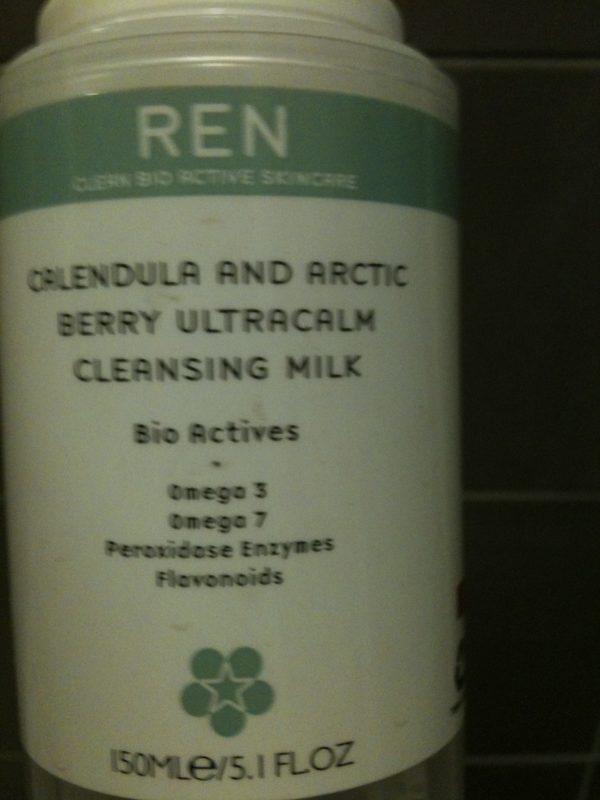 REN
CLEAN BIO ACTIVE SKINCARE
CALENDULA AND ARCTIC
BERRY ULTRACALM
CLEANSING MILK
Bio Actives
-
Omega 3
Omega 7
Peroxidase Enzymes
Flavonoids
150MLe/5.1 FL.OZ